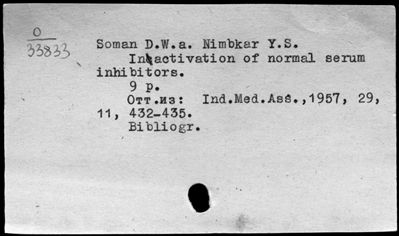 0
33833
Soman D.W.a. Nimbkar Y.S.
Inactivation of normal serum
inhibitors.
9 p.
Отт.из: Ind.Med.Ass.,1957, 29,
11, 432-435.
Bibliogr.